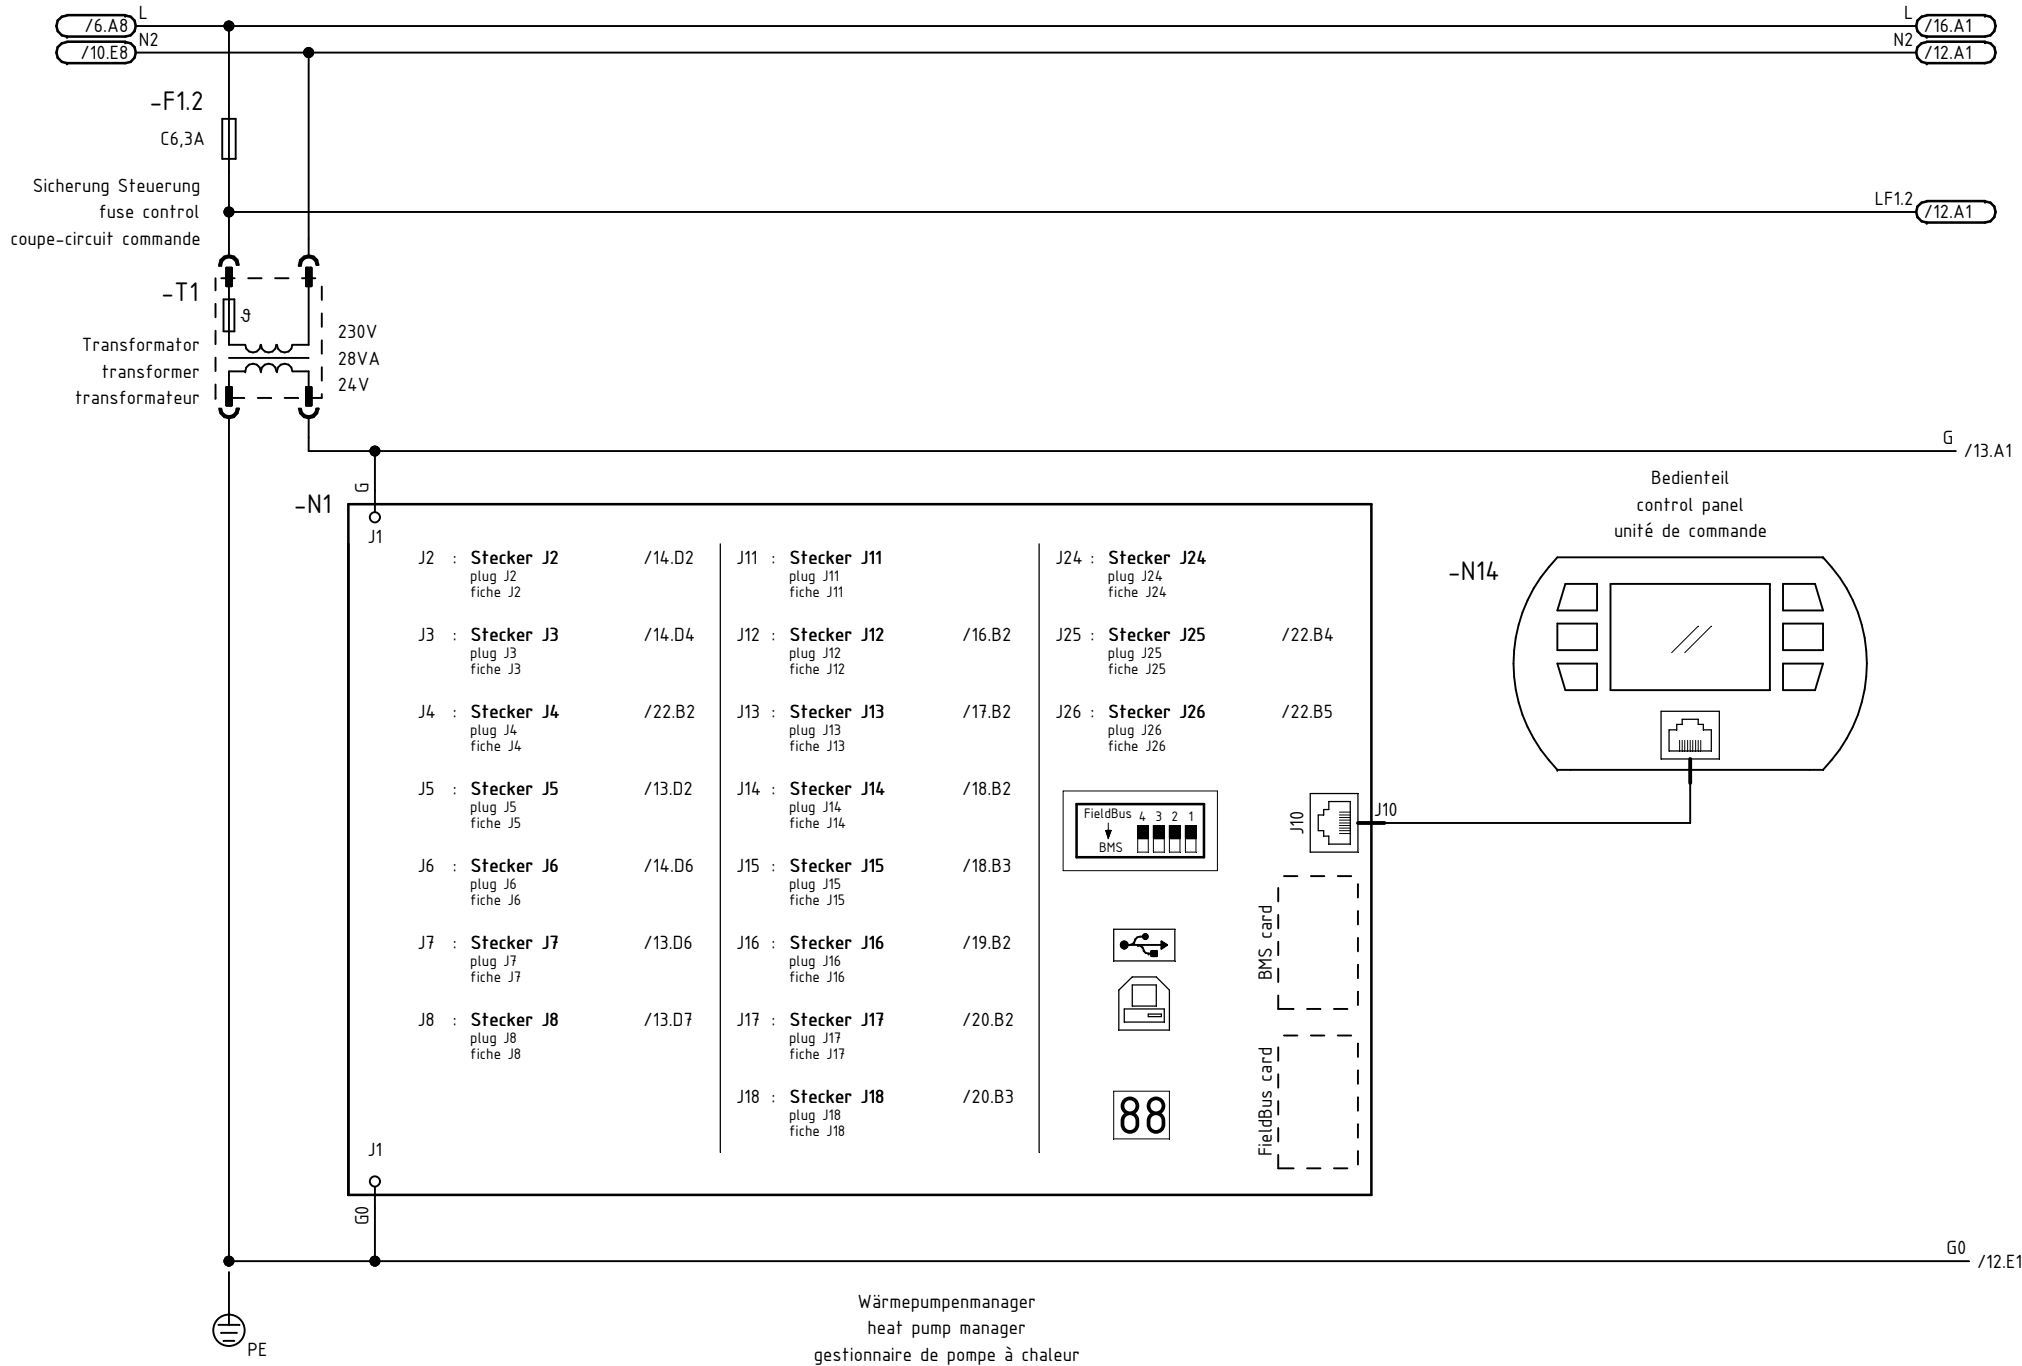 /6.A8 L
L /16.A1
/10.E8 N2
N2 /12.A1
-F1.2
C6,3A
Sicherung Steuerung
fuse control
coupe-circuit commande
LF1.2 /12.A1
-T1
ϑ
Transformator
transformer
transformateur
230V
28VA
24V
G /13.A1
G
-N1
J1
J2 : Stecker J2 /14.D2
plug J2
fiche J2
J3 : Stecker J3 /14.D4
plug J3
fiche J3
J4 : Stecker J4 /22.B2
plug J4
fiche J4
J5 : Stecker J5 /13.D2
plug J5
fiche J5
J6 : Stecker J6 /14.D6
plug J6
fiche J6
J7 : Stecker J7 /13.D6
plug J7
fiche J7
J8 : Stecker J8 /13.D7
plug J8
fiche J8
J11 : Stecker J11
plug J11
fiche J11
J12 : Stecker J12 /16.B2
plug J12
fiche J12
J13 : Stecker J13 /17.B2
plug J13
fiche J13
J14 : Stecker J14 /18.B2
plug J14
fiche J14
J15 : Stecker J15 /18.B3
plug J15
fiche J15
J16 : Stecker J16 /19.B2
plug J16
fiche J16
J17 : Stecker J17 /20.B2
plug J17
fiche J17
J18 : Stecker J18 /20.B3
plug J18
fiche J18
J24 : Stecker J24
plug J24
fiche J24
J25 : Stecker J25 /22.B4
plug J25
fiche J25
J26 : Stecker J26 /22.B5
plug J26
fiche J26
FieldBus 4 3 2 1
BMS
J10
J10
BMS card
FieldBus card
88
Bedienteil
control panel
unité de commande
-N14
J1
G0
G0 /12.E1
PE
Wärmepumpenmanager
heat pump manager
gestionnaire de pompe à chaleur